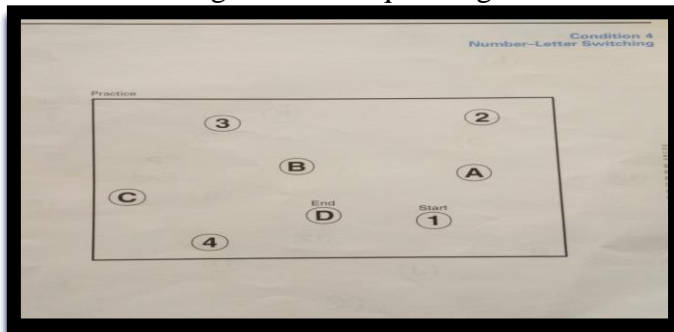 Condition 4
Number-Letter Switching
Practice
3
2
B
A
C
End
D
Start
1
4